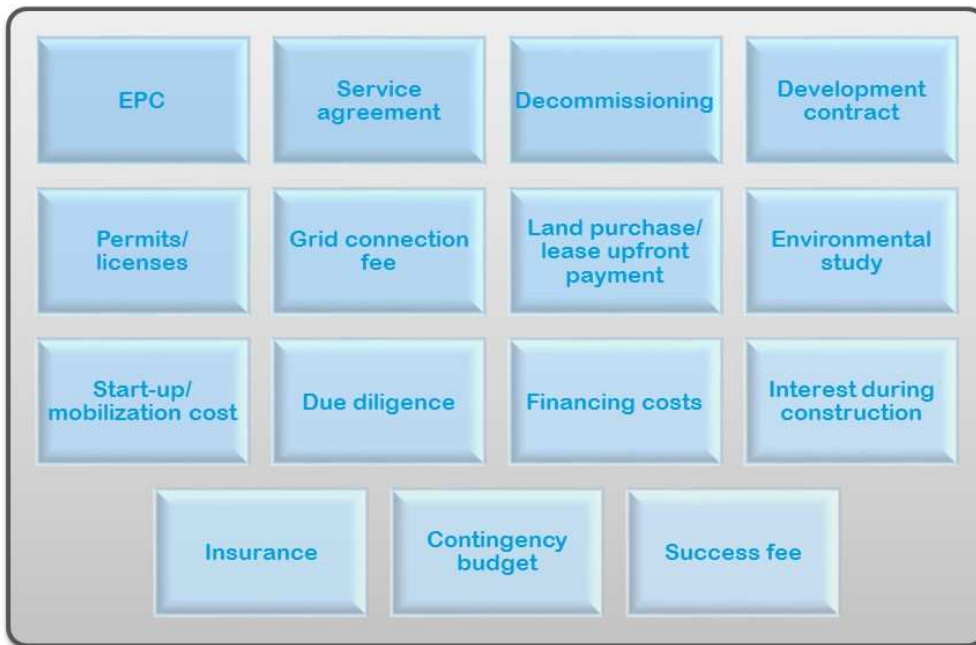 EPC
Service
agreement
Decommissioning
Development
contract
Permits/
licenses
Grid connection
fee
Land purchase/
lease upfront
payment
Environmental
study
Start-up/
mobilization cost
Due diligence
Financing costs
Interest during
construction
Insurance
Contingency
budget
Success fee